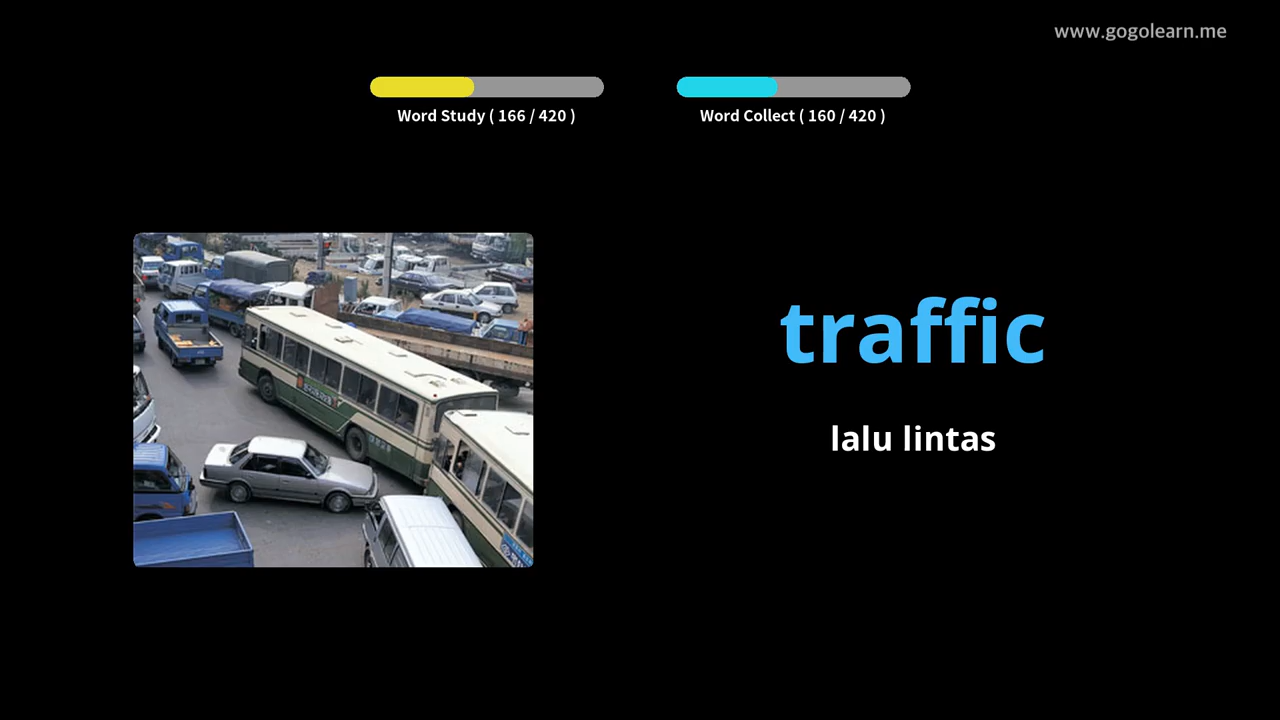 www.gogolearn.me
Word Study ( 166 / 420 )
Word Collect ( 160 / 420 )
traffic
lalu lintas